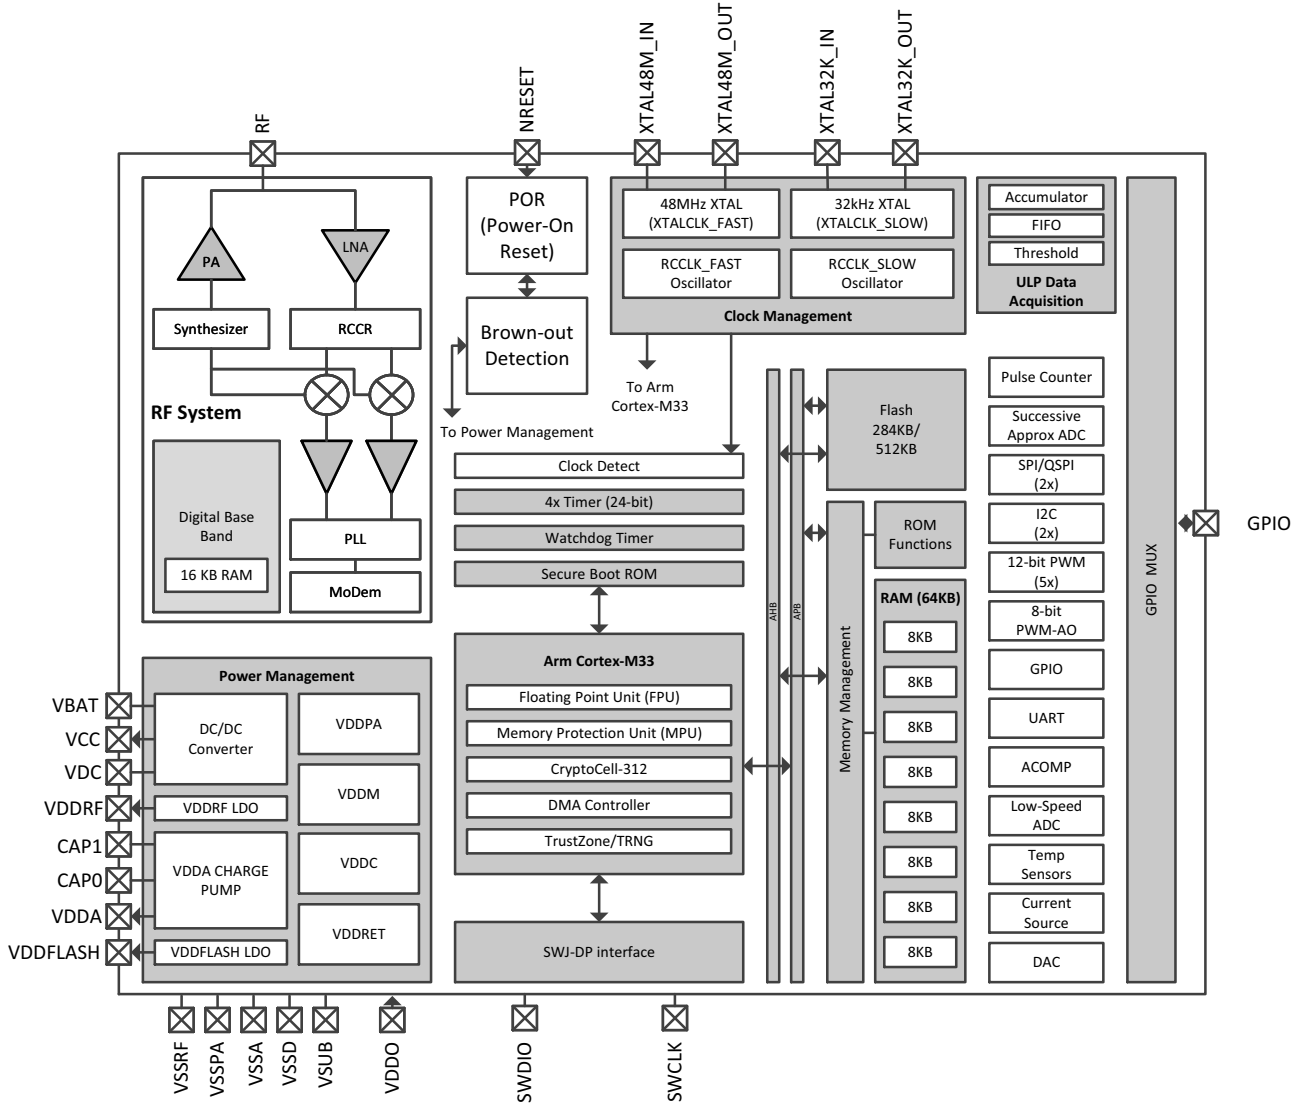 RF
NRESET
XTAL48M_IN
XTAL48M_OUT
XTAL32K_IN
XTAL32K_OUT
PA
LNA
Synthesizer
RCCR
RF System
Digital Base
Band
16 KB RAM
PLL
MoDem
POR
(Power-On
Reset)
Brown-out
Detection
To Power Management
48MHz XTAL
(XTALCLK_FAST)
32kHz XTAL
(XTALCLK_SLOW)
RCCLK_FAST
Oscillator
RCCLK_SLOW
Oscillator
Clock Management
To Arm
Cortex-M33
Accumulator
FIFO
Threshold
ULP Data
Acquisition
Clock Detect
4x Timer (24-bit)
Watchdog Timer
Secure Boot ROM
Arm Cortex-M33
Floating Point Unit (FPU)
Memory Protection Unit (MPU)
CryptoCell-312
DMA Controller
TrustZone/TRNG
SWJ-DP interface
AHB
APB
Flash
284KB/
512KB
Memory Management
ROM
Functions
RAM (64KB)
8KB
8KB
8KB
8KB
8KB
8KB
8KB
8KB
Pulse Counter
Successive
Approx ADC
SPI/QSPI
(2x)
I2C
(2x)
12-bit PWM
(5x)
8-bit
PWM-AO
GPIO
UART
ACOMP
Low-Speed
ADC
Temp
Sensors
Current
Source
DAC
GPIO MUX
GPIO
Power Management
DC/DC
Converter
VDDRF LDO
VDDA CHARGE
PUMP
VDDFLASH LDO
VDDPA
VDDM
VDDC
VDDRET
VBAT
VCC
VDC
VDDRF
CAP1
CAP0
VDDA
VDDFLASH
VSSRF
VSSPA
VSSA
VSSD
VSUB
VDDO
SWDIO
SWCLK